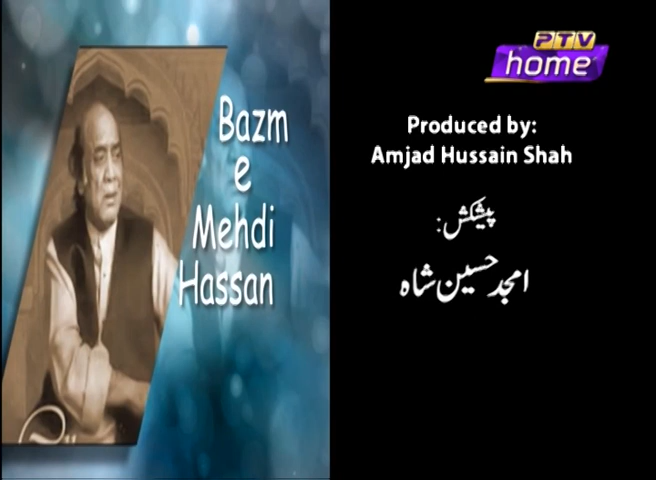 Bazm
e
Mehdi
Hassan
PTV
home
Produced by:
Amjad Hussain Shah
پیشکش:
امجد حسین شاہ